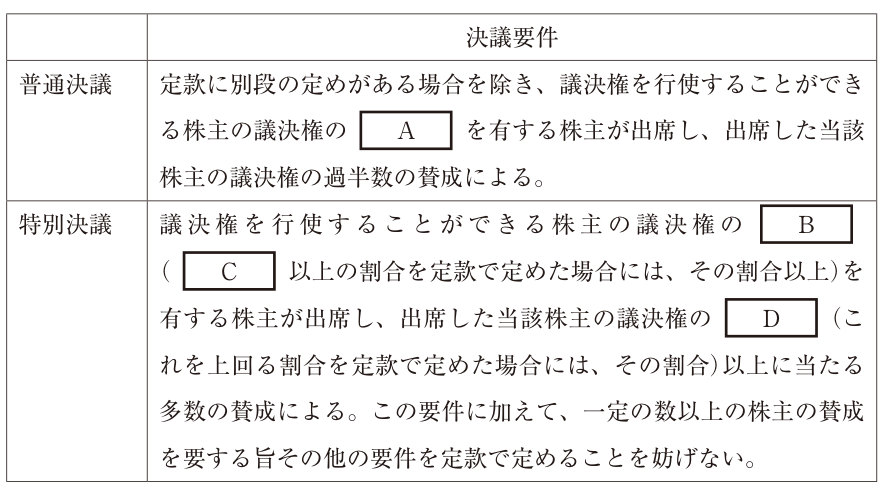 決議要件
普通決議
定款に別段の定めがある場合を除き、議決権を行使することができ
る株主の議決権の A を有する株主が出席し、出席した当該
株主の議決権の過半数の賛成による。
特別決議
議決権を行使することができる株主の議決権の B
( C 以上の割合を定款で定めた場合には、その割合以上)を
有する株主が出席し、出席した当該株主の議決権の D (こ
れを上回る割合を定款で定めた場合には、その割合)以上に当たる
多数の賛成による。この要件に加えて、一定の数以上の株主の賛成
を要する旨その他の要件を定款で定めることを妨げない。